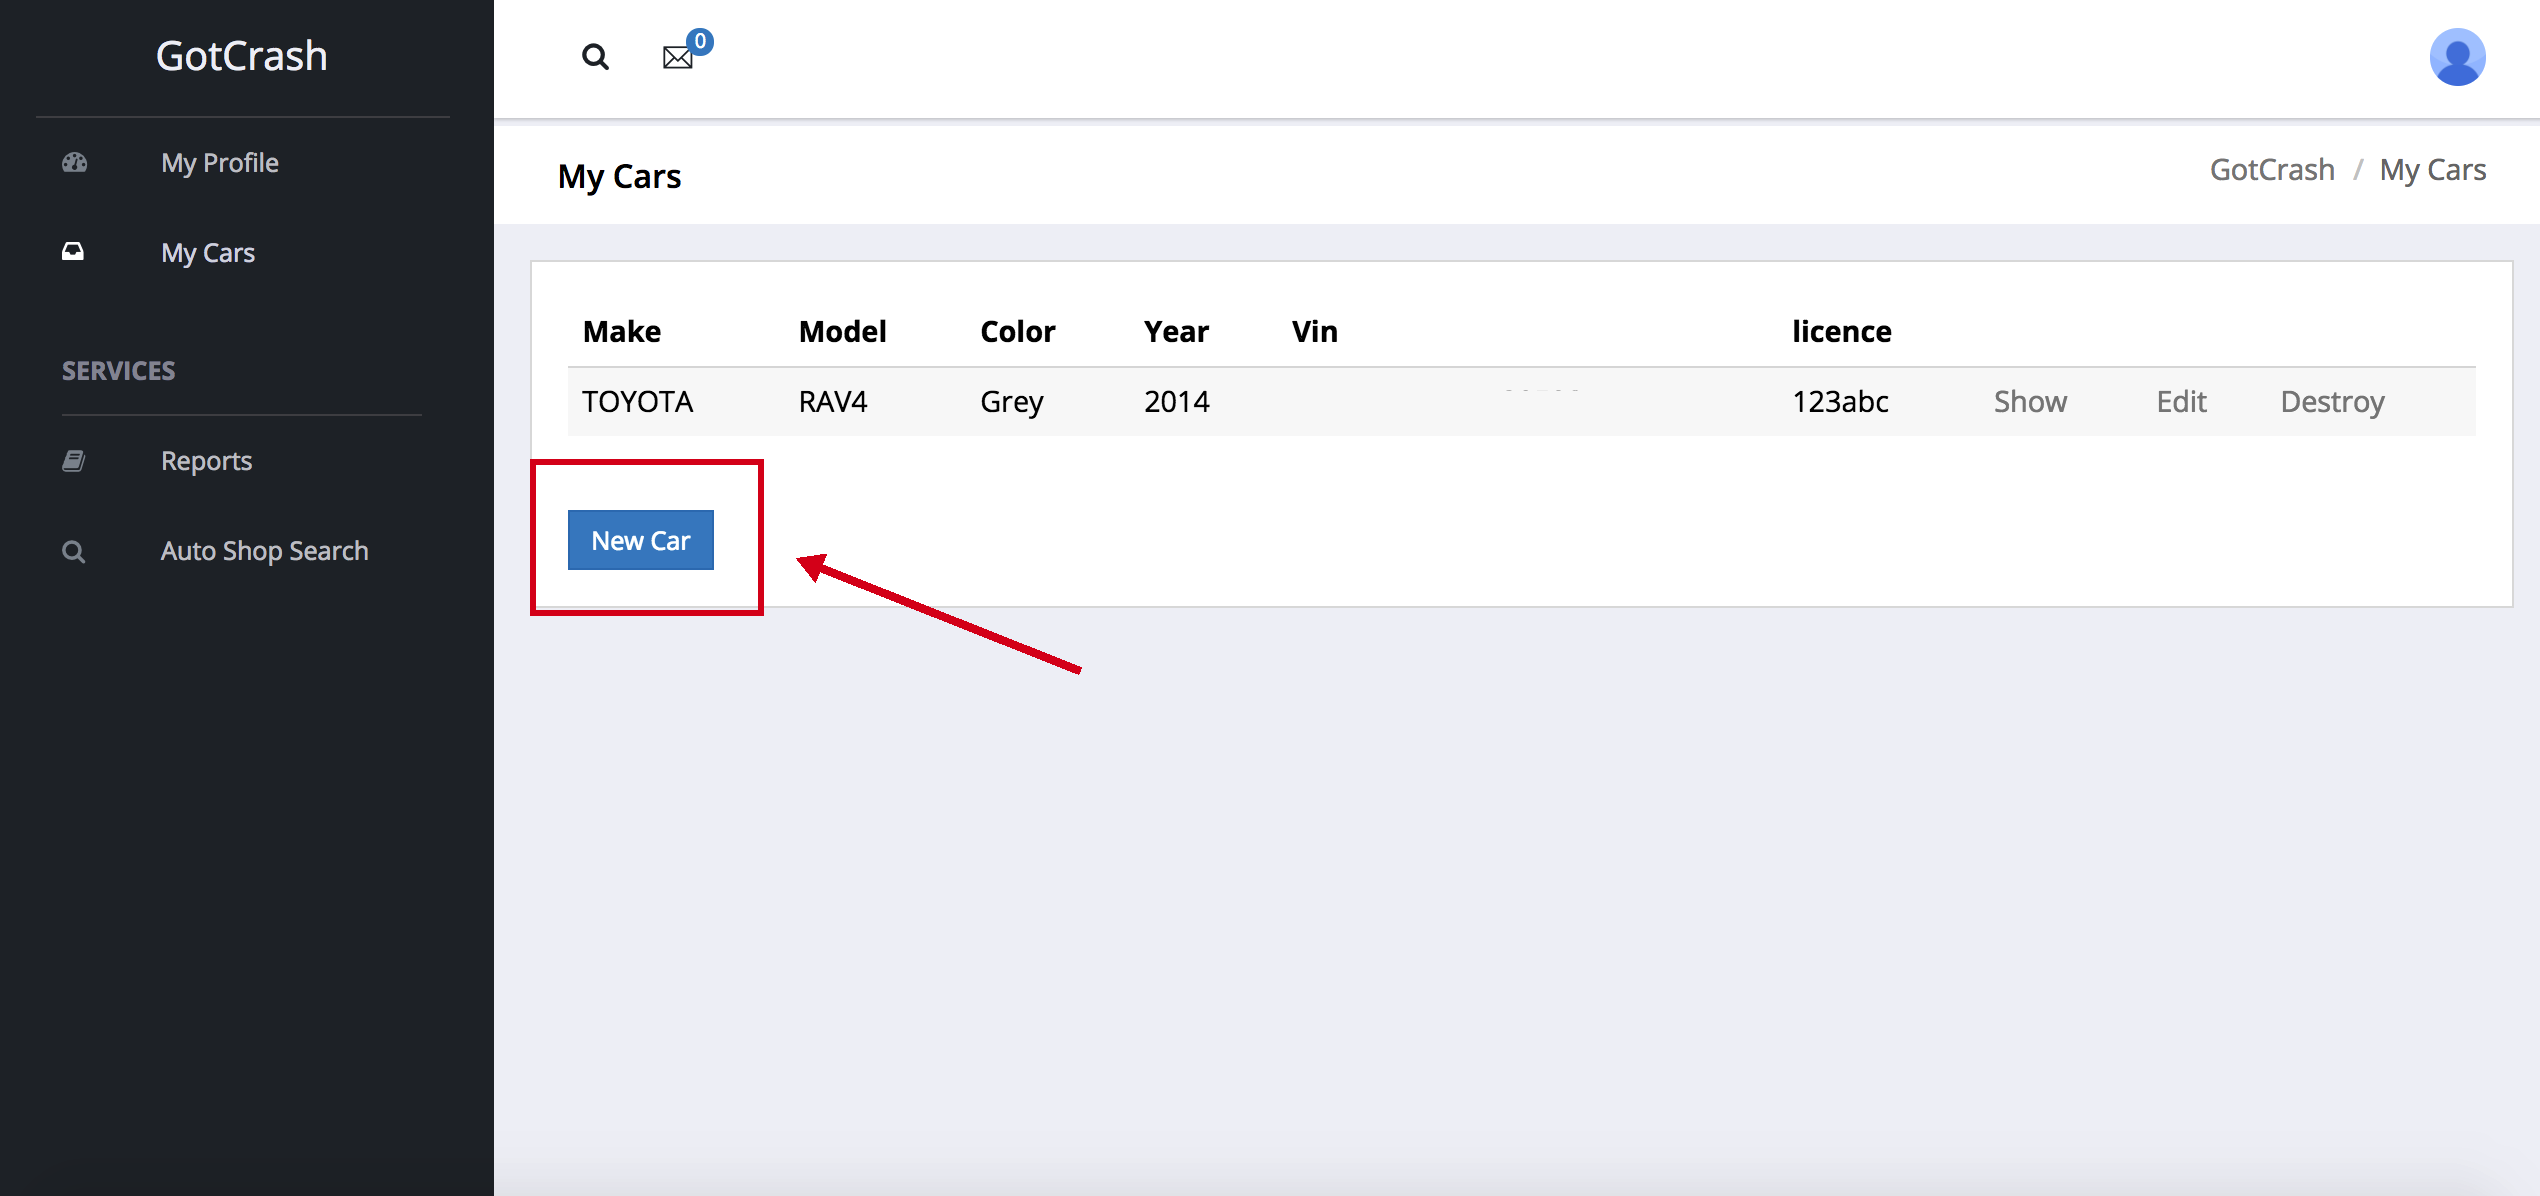 GotCrash
My Profile
My Cars
SERVICES
Reports
Auto Shop Search
0
My Cars
GotCrash / My Cars
Make Model Color Year Vin licence
TOYOTA RAV4 Grey 2014 123abc Show Edit Destroy
New Car